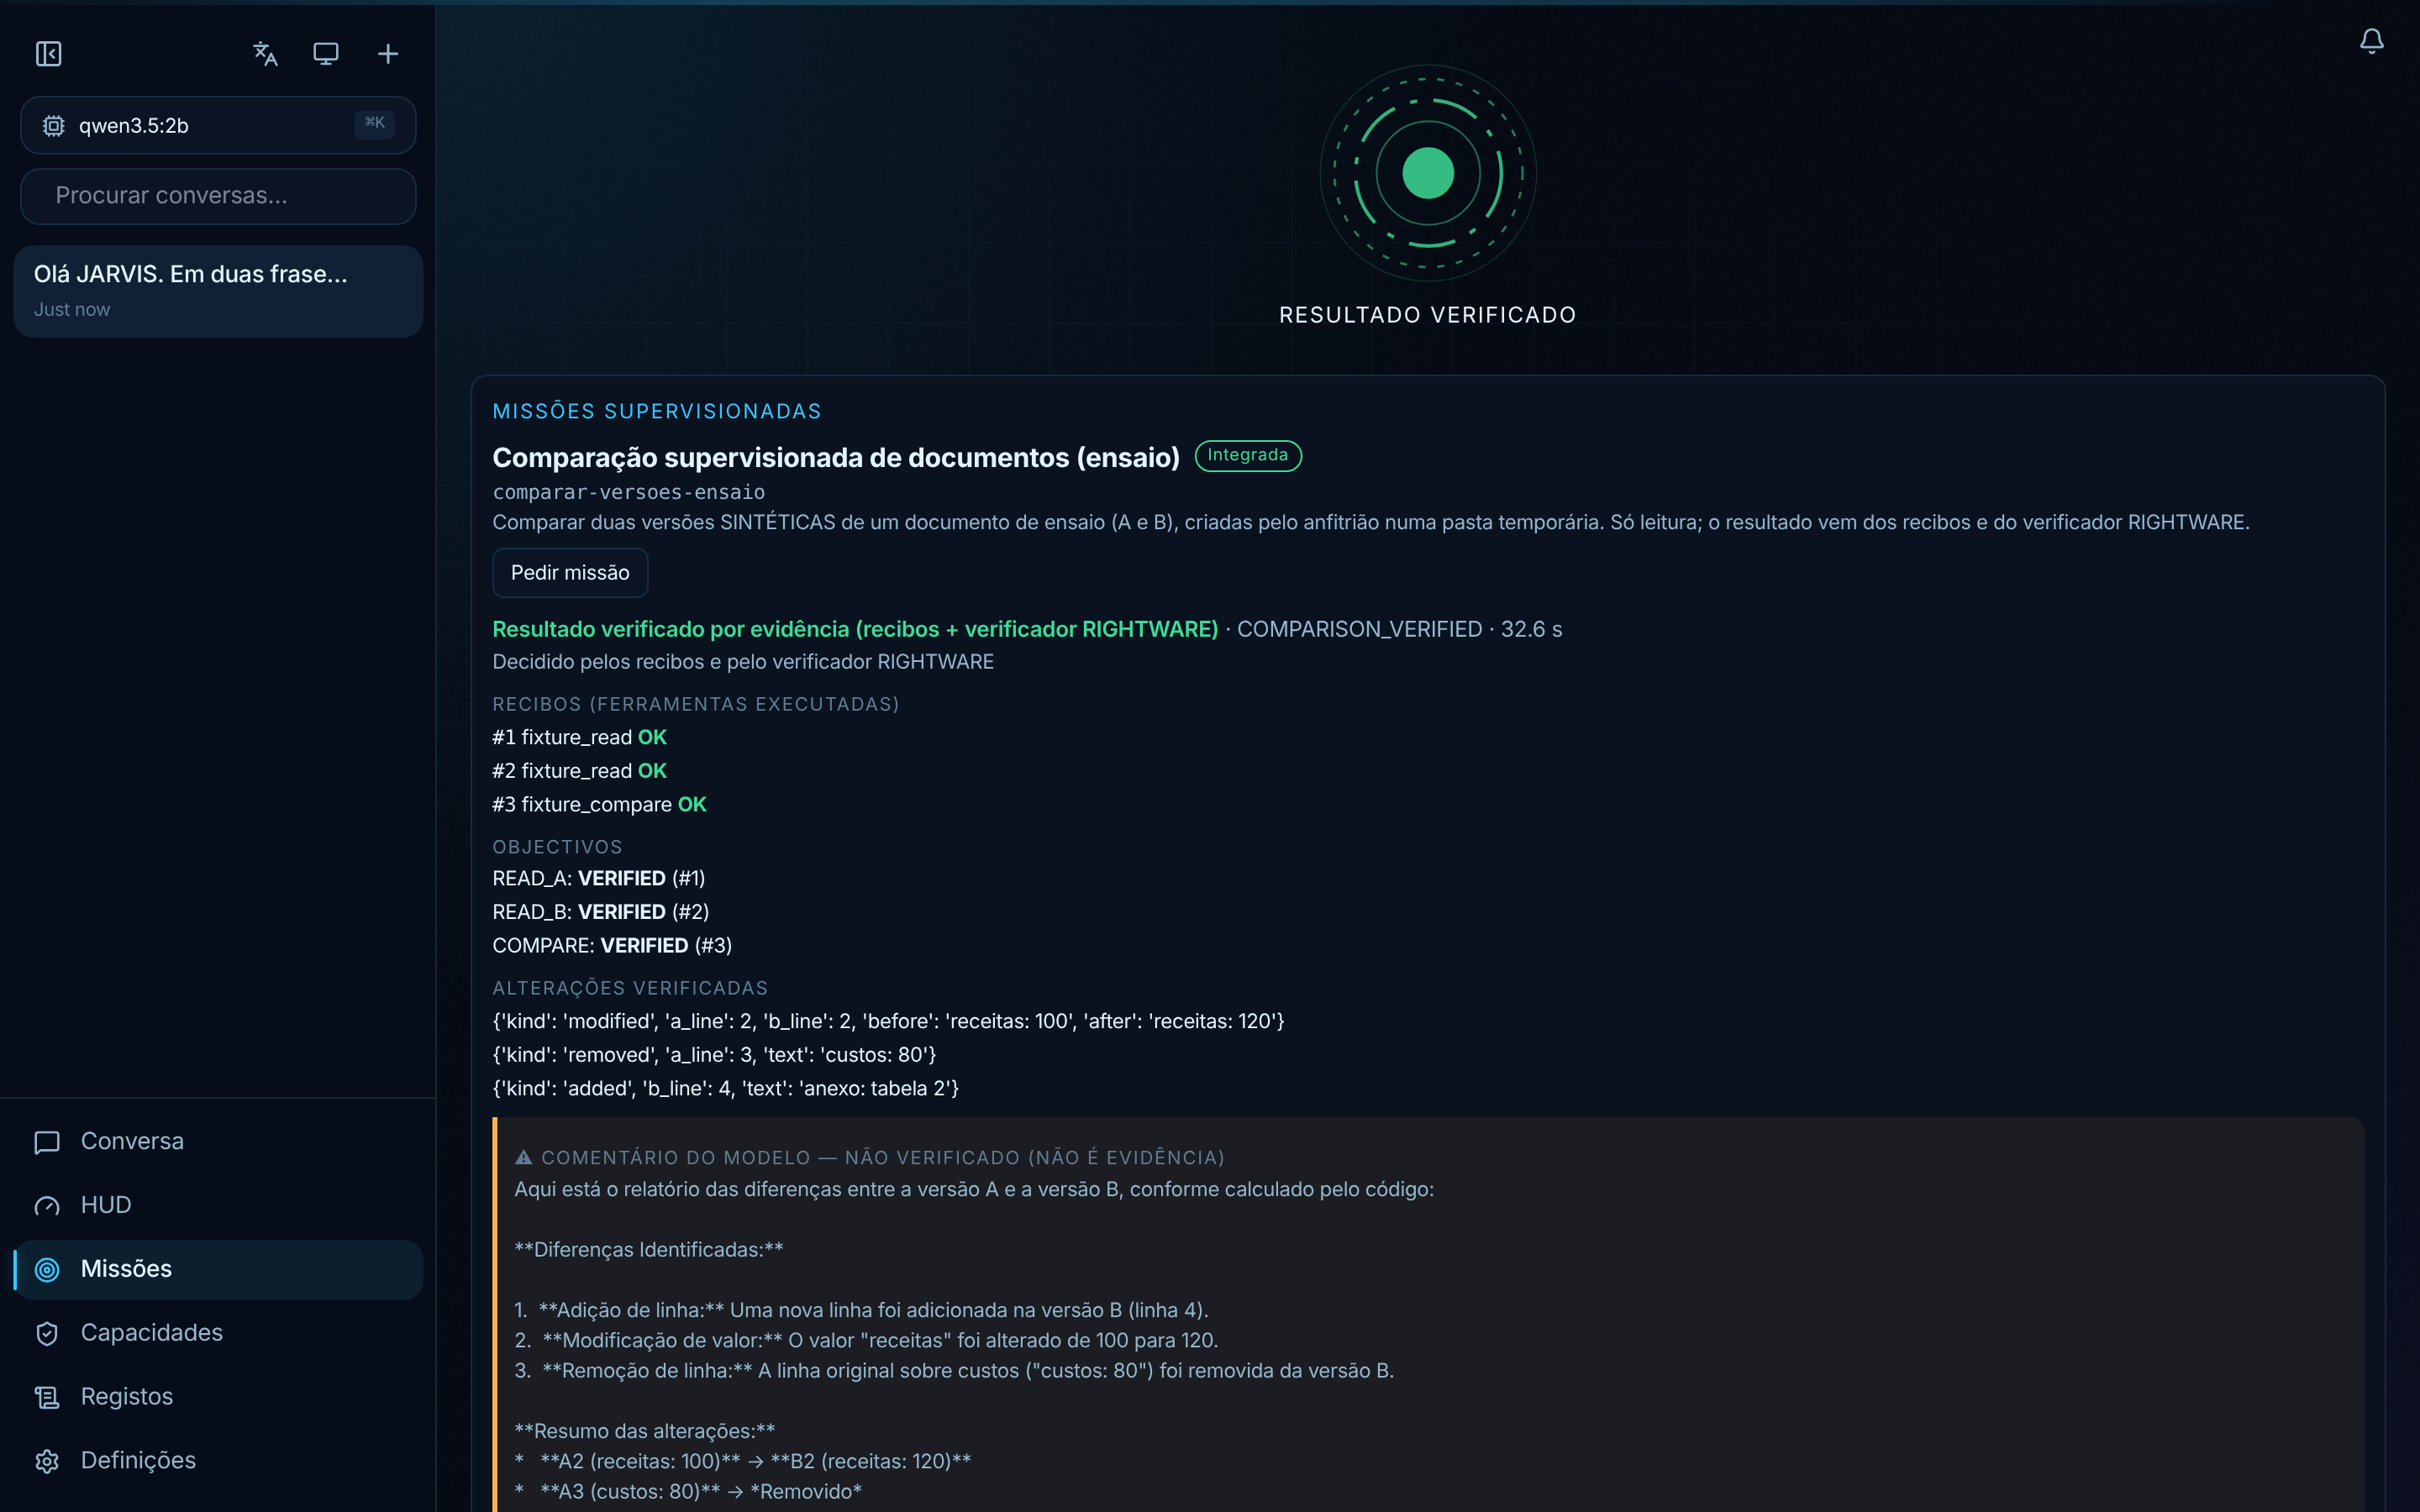 qwen3.5:2b
⌘K
Procurar conversas...
Olá JARVIS. Em duas frase...
Just now
Conversa
HUD
Missões
Capacidades
Registos
Definições
RESULTADO VERIFICADO
MISSÕES SUPERVISIONADAS
Comparação supervisionada de documentos (ensaio) Integrada
comparar-versoes-ensaio
Comparar duas versões SINTÉTICAS de um documento de ensaio (A e B), criadas pelo anfitrião numa pasta temporária. Só leitura; o resultado vem dos recibos e do verificador RIGHTWARE.
Pedir missão
Resultado verificado por evidência (recibos + verificador RIGHTWARE) · COMPARISON_VERIFIED · 32.6 s
Decidido pelos recibos e pelo verificador RIGHTWARE
RECIBOS (FERRAMENTAS EXECUTADAS)
#1 fixture_read OK
#2 fixture_read OK
#3 fixture_compare OK
OBJECTIVOS
READ_A: VERIFIED (#1)
READ_B: VERIFIED (#2)
COMPARE: VERIFIED (#3)
ALTERAÇÕES VERIFICADAS
{'kind': 'modified', 'a_line': 2, 'b_line': 2, 'before': 'receitas: 100', 'after': 'receitas: 120'}
{'kind': 'removed', 'a_line': 3, 'text': 'custos: 80'}
{'kind': 'added', 'b_line': 4, 'text': 'anexo: tabela 2'}
⚠ COMENTÁRIO DO MODELO — NÃO VERIFICADO (NÃO É EVIDÊNCIA)
Aqui está o relatório das diferenças entre a versão A e a versão B, conforme calculado pelo código:
**Diferenças Identificadas:**
1. **Adição de linha:** Uma nova linha foi adicionada na versão B (linha 4).
2. **Modificação de valor:** O valor "receitas" foi alterado de 100 para 120.
3. **Remoção de linha:** A linha original sobre custos ("custos: 80") foi removida da versão B.
**Resumo das alterações:**
* **A2 (receitas: 100)** → **B2 (receitas: 120)**
* **A3 (custos: 80)** → *Removido*